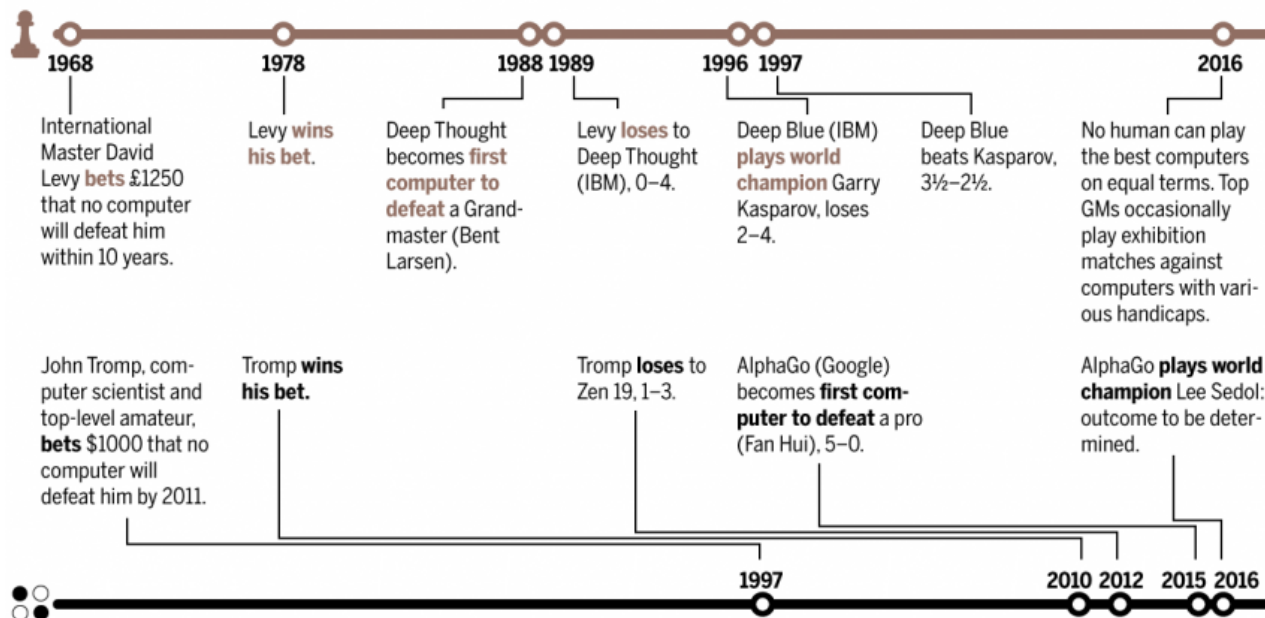 1968
1978
1988 1989
1996 1997
2016
International
Master David
Levy bets £1250
that no computer
will defeat him
within 10 years.
Levy wins
his bet.
Deep Thought
becomes first
computer to
defeat a Grand-
master (Bent
Larsen).
Levy loses to
Deep Thought
(IBM), 0–4.
Deep Blue (IBM)
plays world
champion Garry
Kasparov, loses
2–4.
Deep Blue
beats Kasparov,
3½–2½.
No human can play
the best computers
on equal terms. Top
GMs occasionally
play exhibition
matches against
computers with vari-
ous handicaps.
John Tromp, com-
puter scientist and
top-level amateur,
bets $1000 that no
computer will
defeat him by 2011.
Tromp wins
his bet.
Tromp loses to
Zen 19, 1–3.
AlphaGo (Google)
becomes first com-
puter to defeat a pro
(Fan Hui), 5–0.
AlphaGo plays world
champion Lee Sedol:
outcome to be deter-
mined.
1997
2010 2012
2015 2016